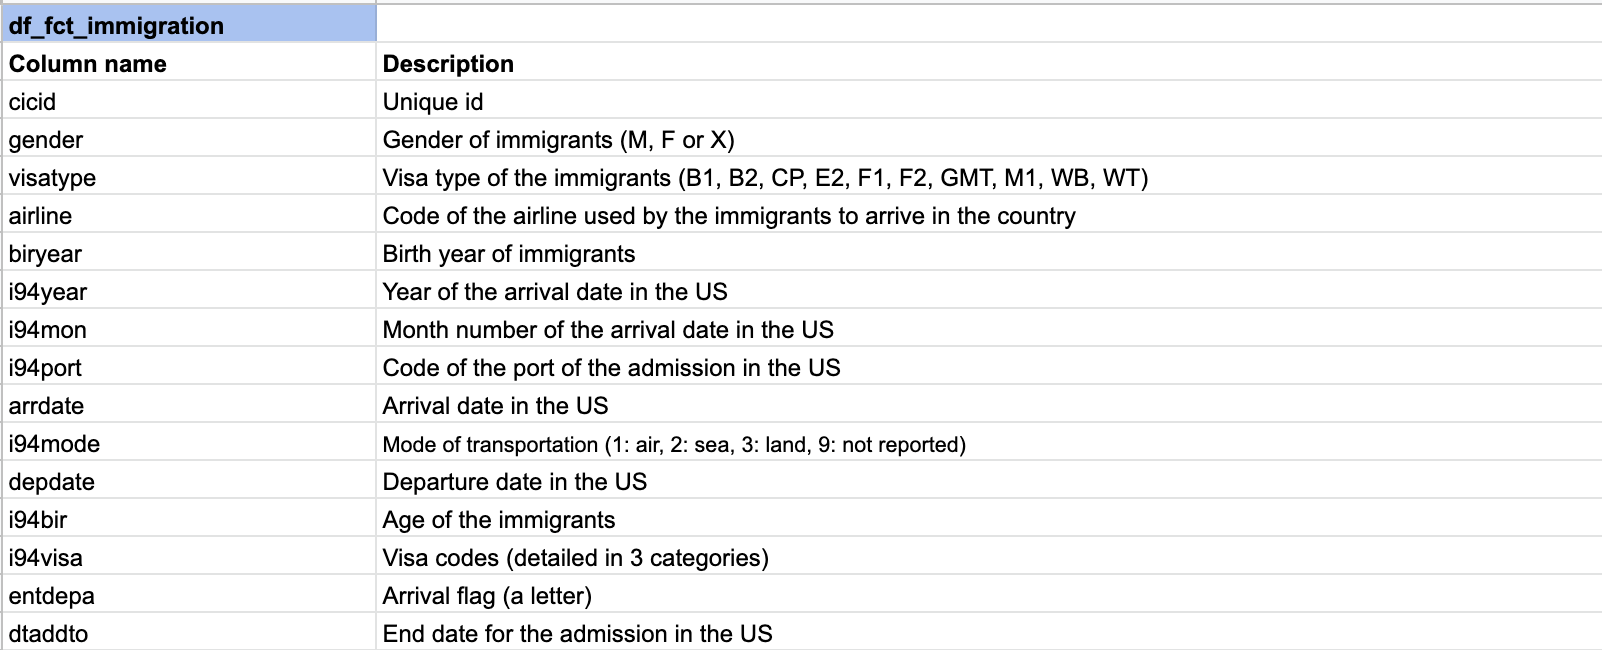 df_fct_immigration
Column name Description
cicid Unique id
gender Gender of immigrants (M, F or X)
visatype Visa type of the immigrants (B1, B2, CP, E2, F1, F2, GMT, M1, WB, WT)
airline Code of the airline used by the immigrants to arrive in the country
biryear Birth year of immigrants
i94year Year of the arrival date in the US
i94mon Month number of the arrival date in the US
i94port Code of the port of the admission in the US
arrdate Arrival date in the US
i94mode Mode of transportation (1: air, 2: sea, 3: land, 9: not reported)
depdate Departure date in the US
i94bir Age of the immigrants
i94visa Visa codes (detailed in 3 categories)
entdepa Arrival flag (a letter)
dtaddto End date for the admission in the US